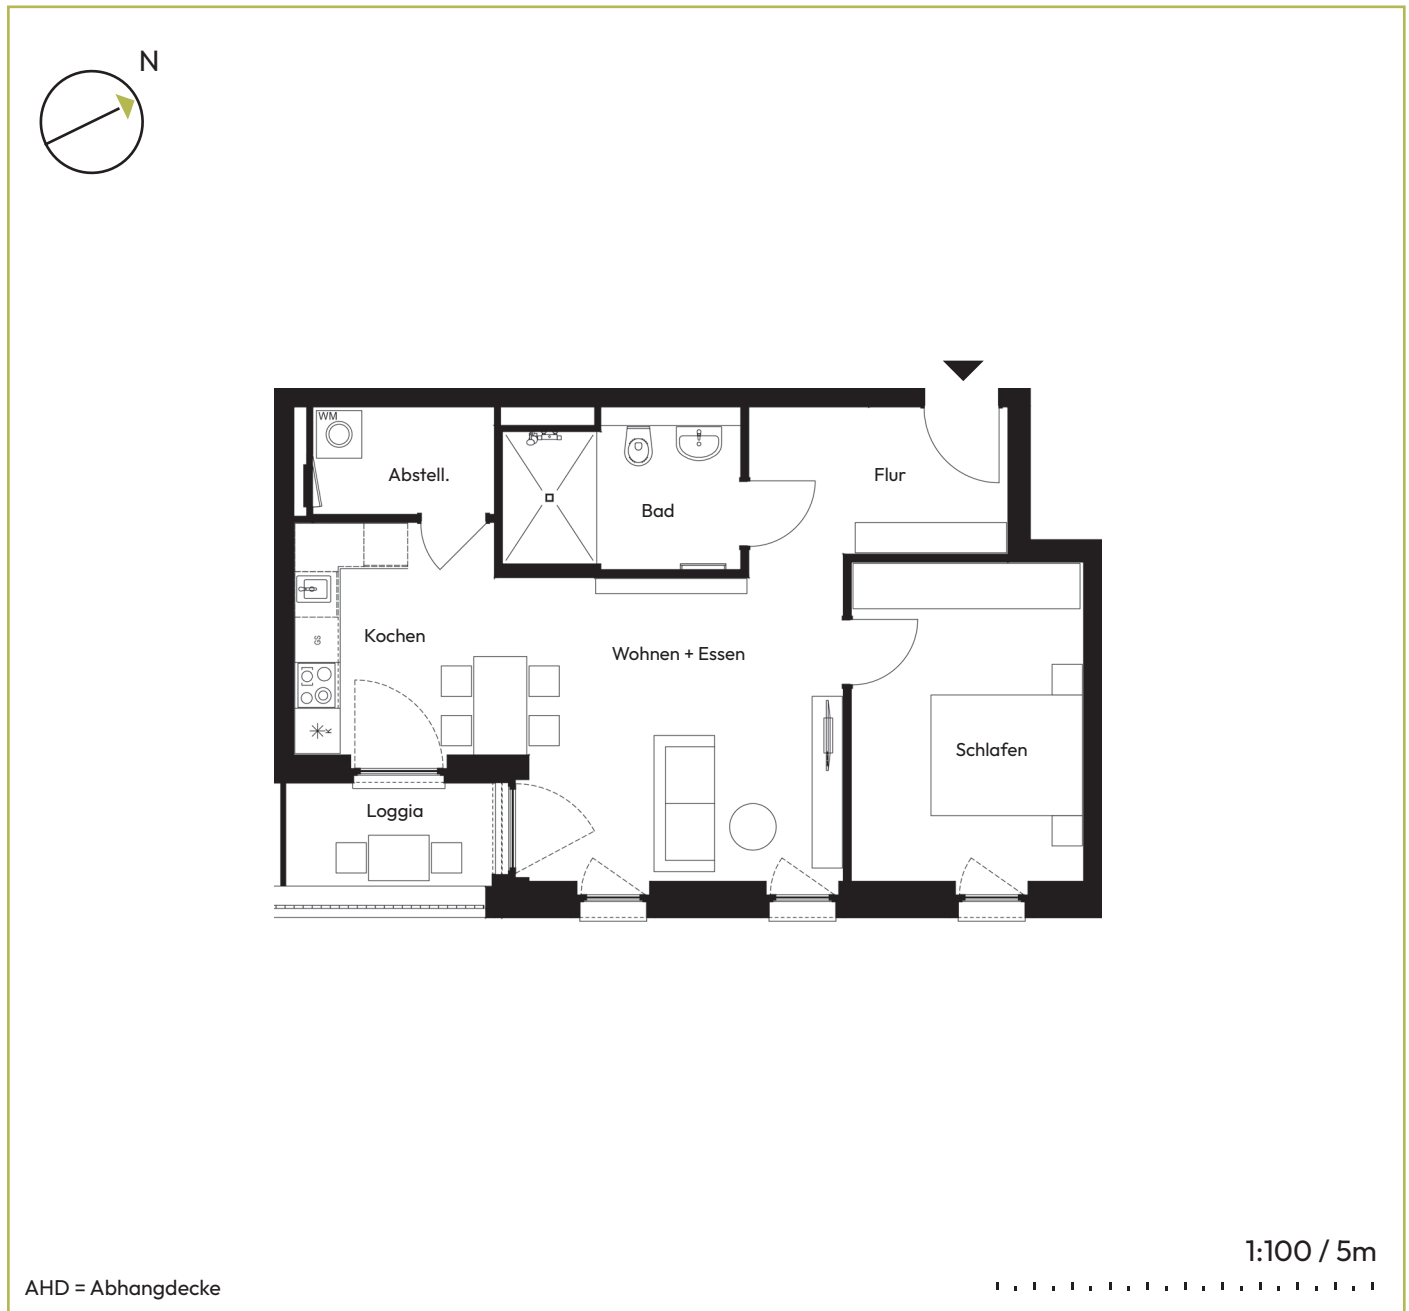 N
WM
Abstell.
Bad
Flur
GS
Kochen
Wohnen + Essen
K
Schlafen
Loggia
1:100 / 5m
AHD = Abhangdecke